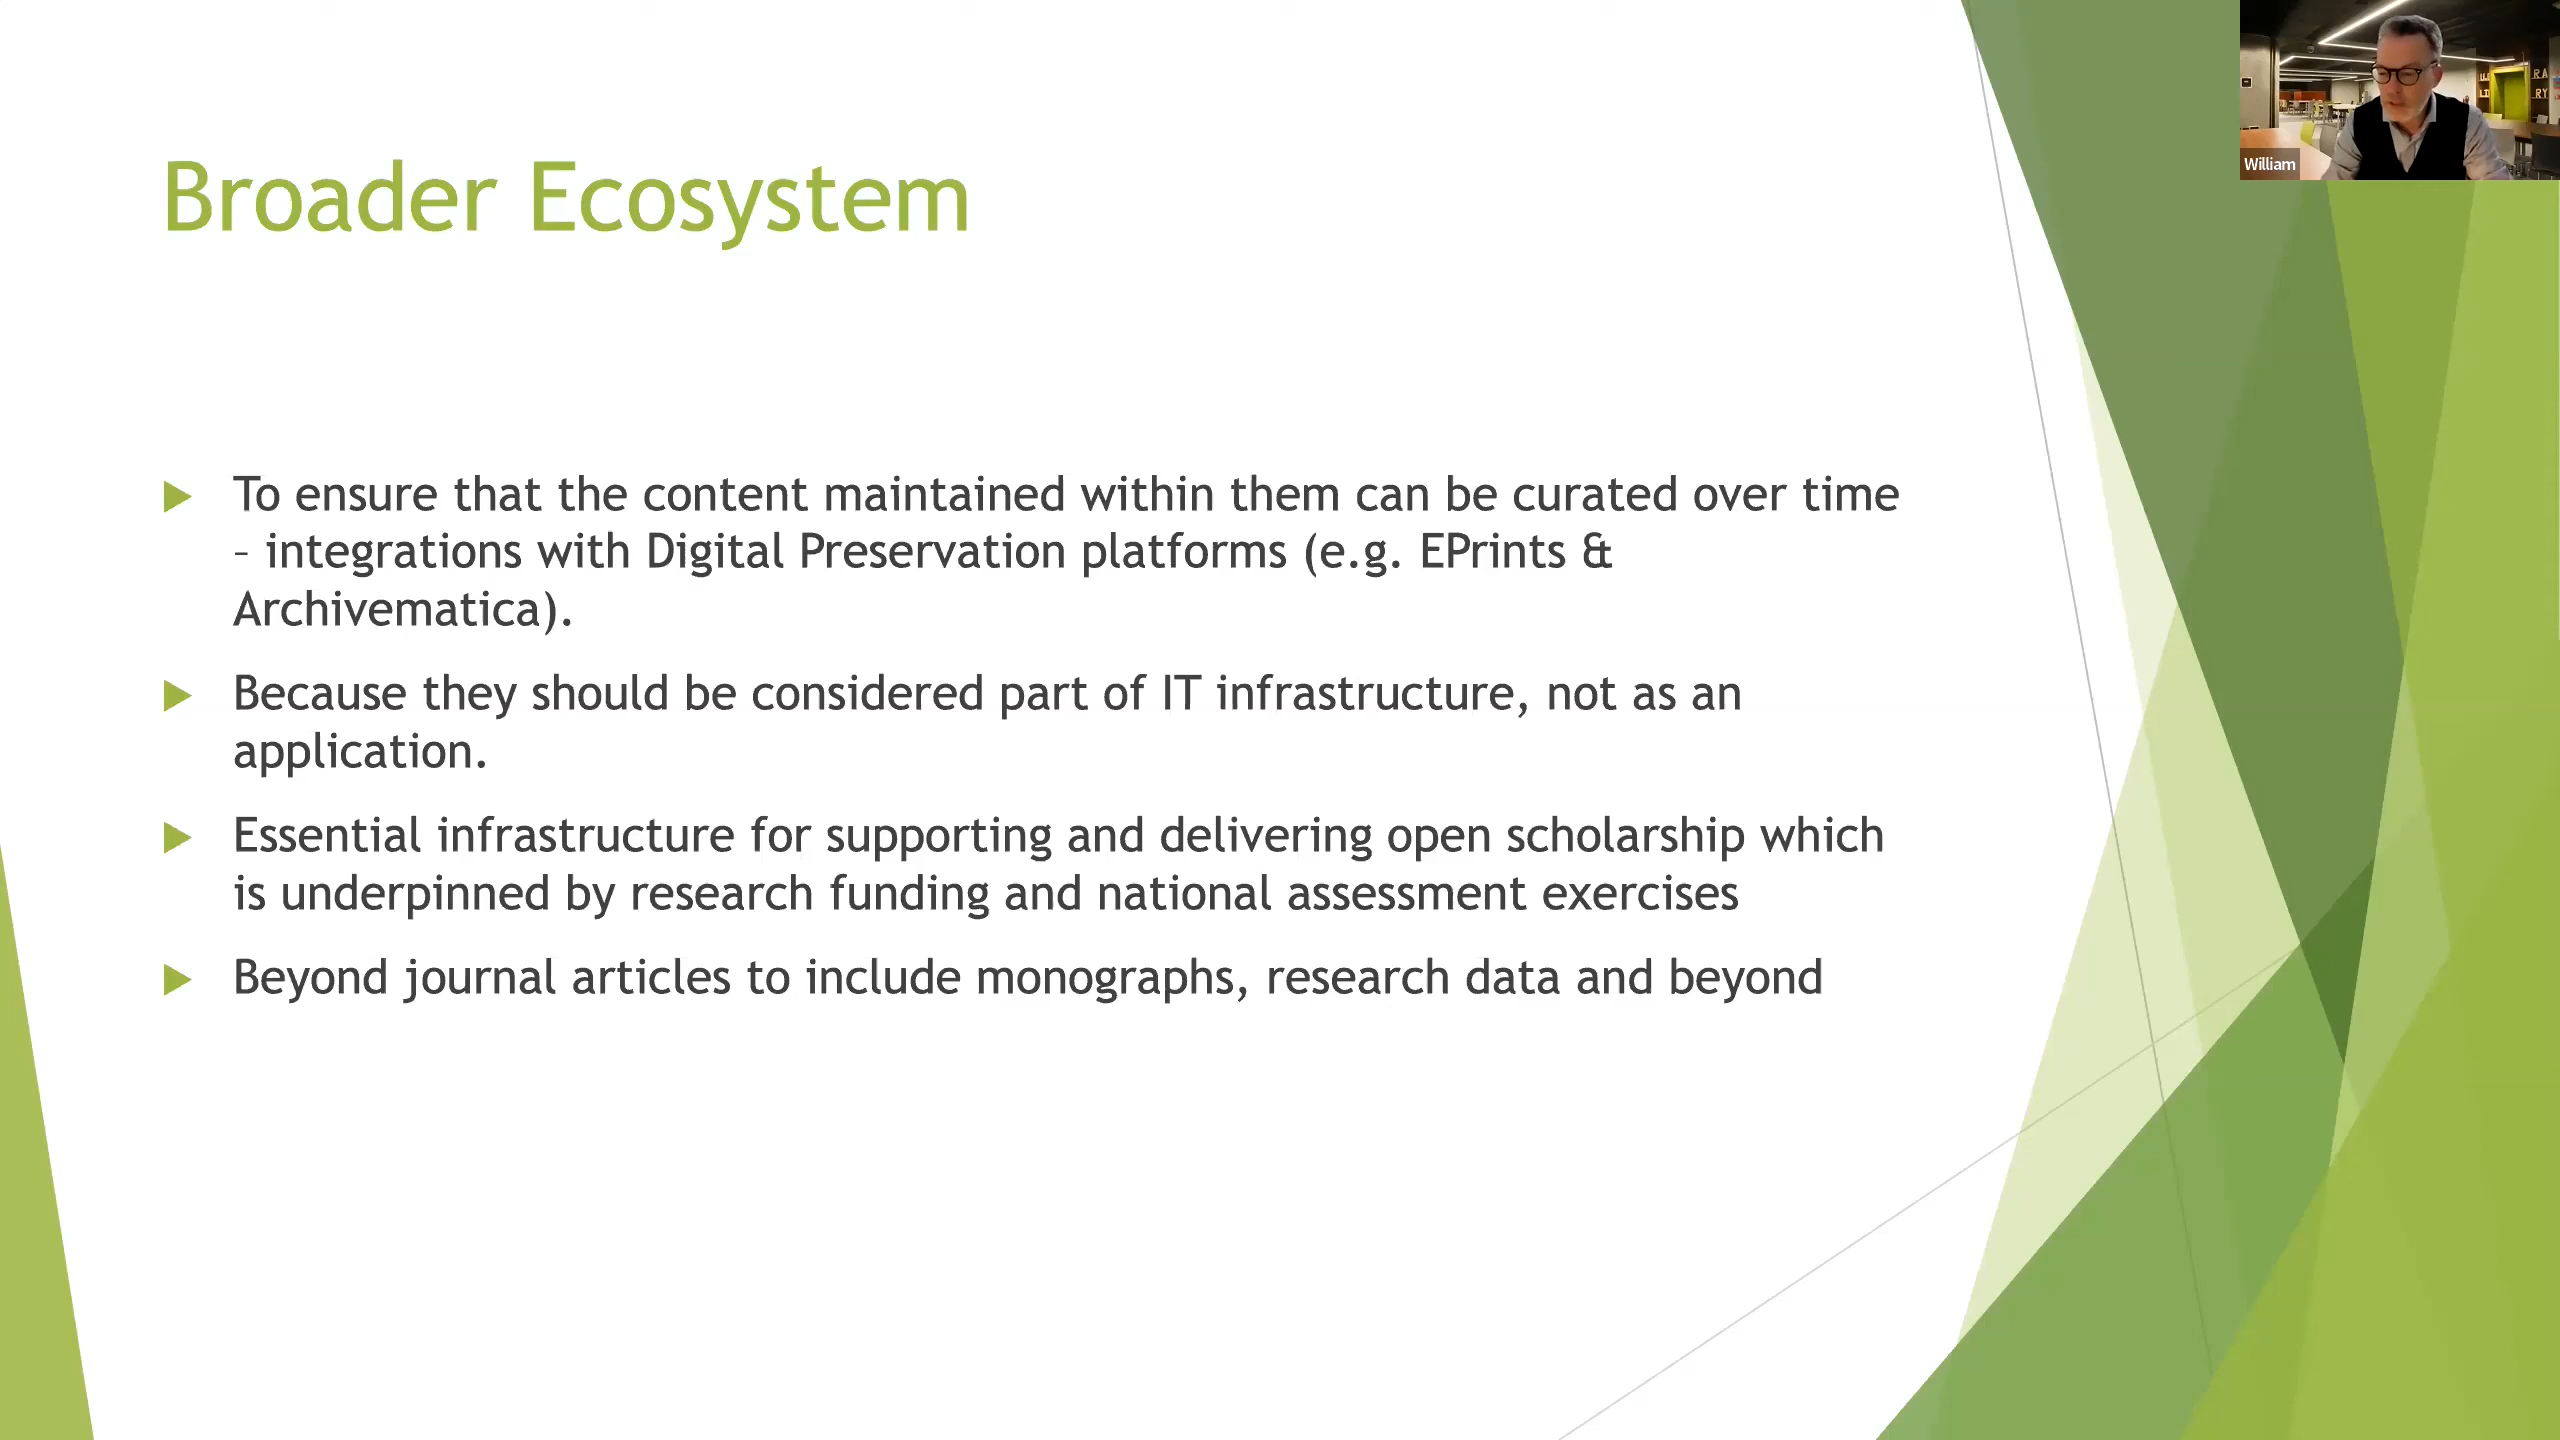 Broader Ecosystem
To ensure that the content maintained within them can be curated over time
– integrations with Digital Preservation platforms (e.g. EPrints &
Archivematica).
Because they should be considered part of IT infrastructure, not as an
application.
Essential infrastructure for supporting and delivering open scholarship which
is underpinned by research funding and national assessment exercises
Beyond journal articles to include monographs, research data and beyond
William